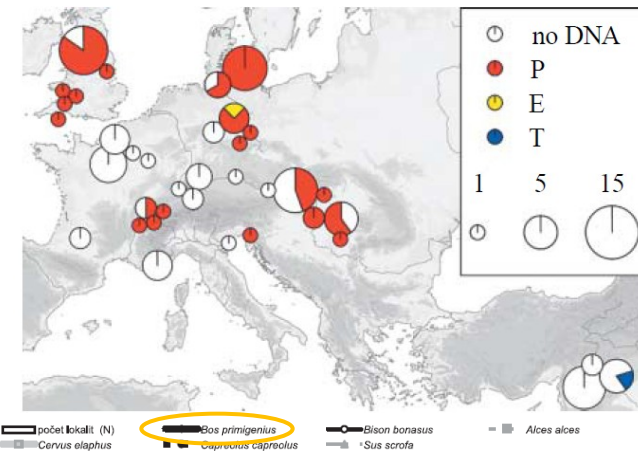 no DNA
P
E
T
1 5 15
počet lokalit (N) Bos primigenius Bison bonasus Alces alces
Cervus elaphus Capreolus capreolus Sus scrofa